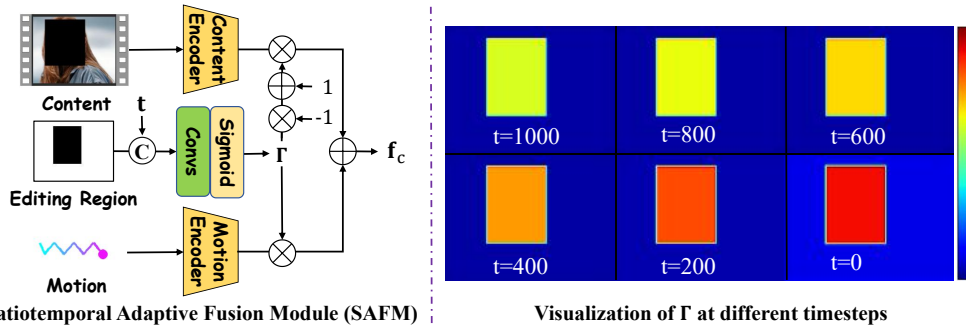 Content
Content Encoder
1
-1
t
C
Convs
Sigmoid
Γ
f_c
Editing Region
Motion Encoder
Motion
atiotemporal Adaptive Fusion Module (SAFM)
t=1000
t=800
t=600
t=400
t=200
t=0
Visualization of Γ at different timesteps